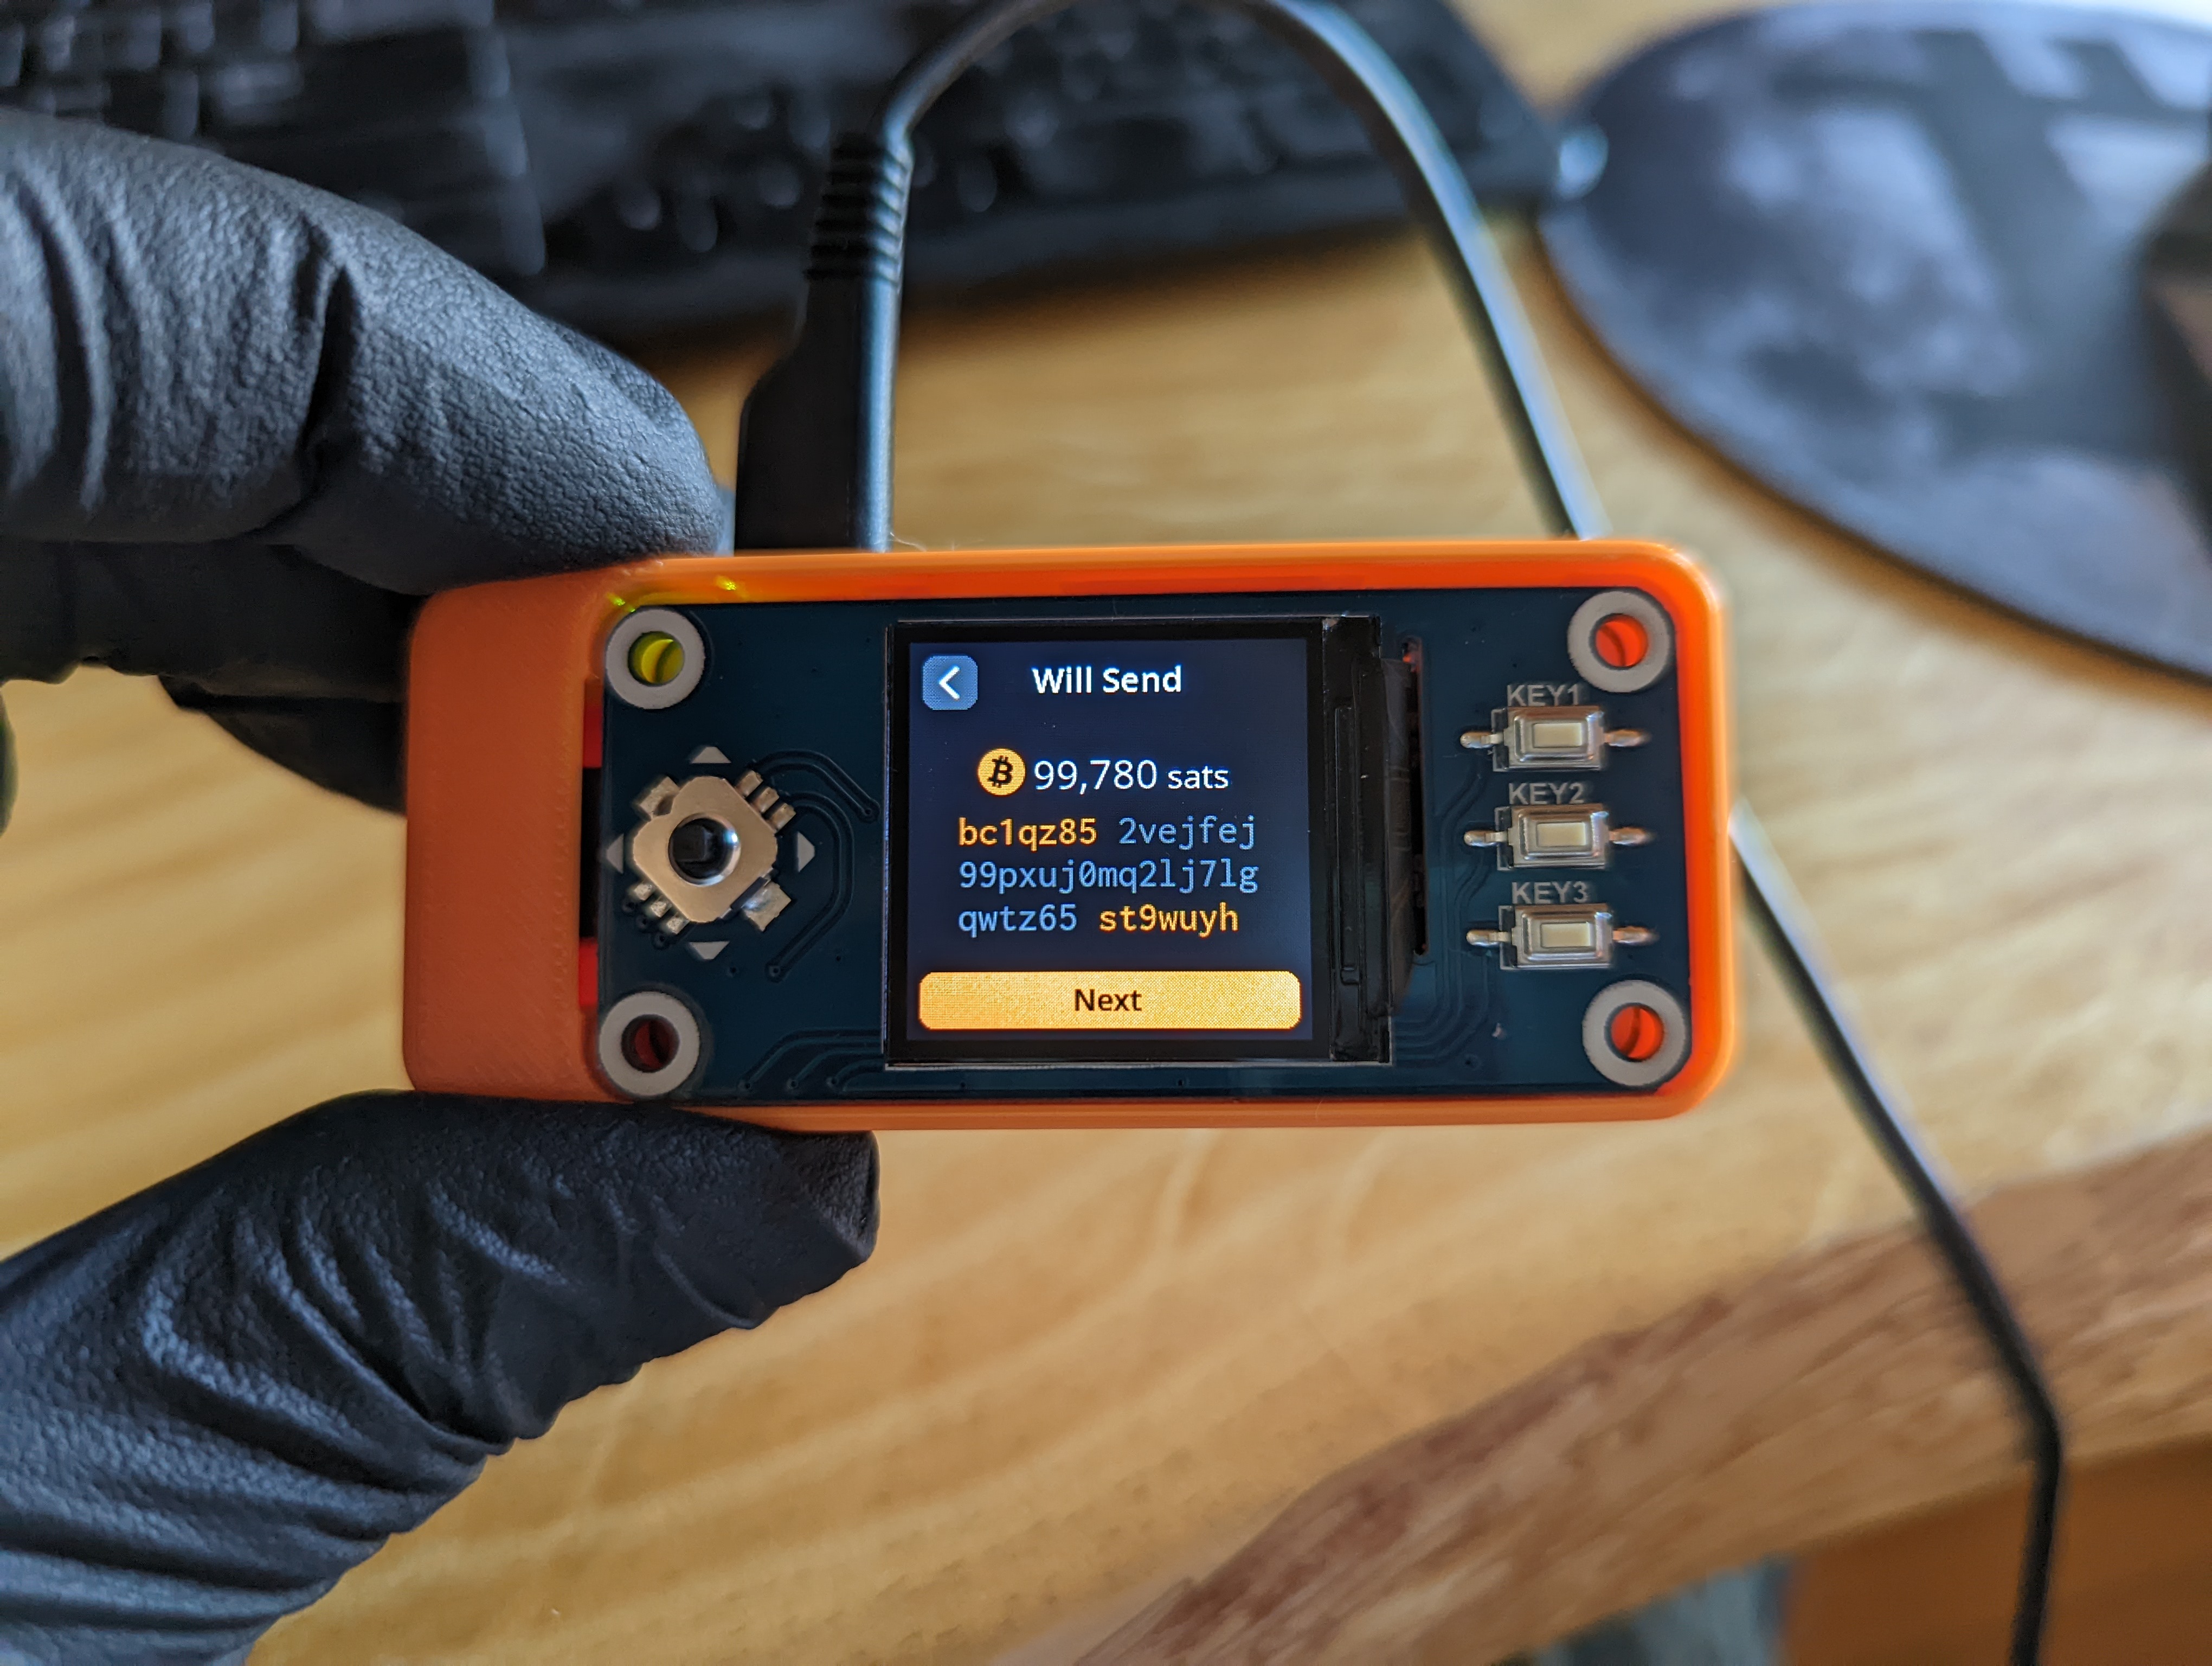 Will Send
99,780 sats
bc1qz85 2vejfej
99pxuj0mq2lj7lg
qwtz65 st9wuyh
Next
KEY1
KEY2
KEY3